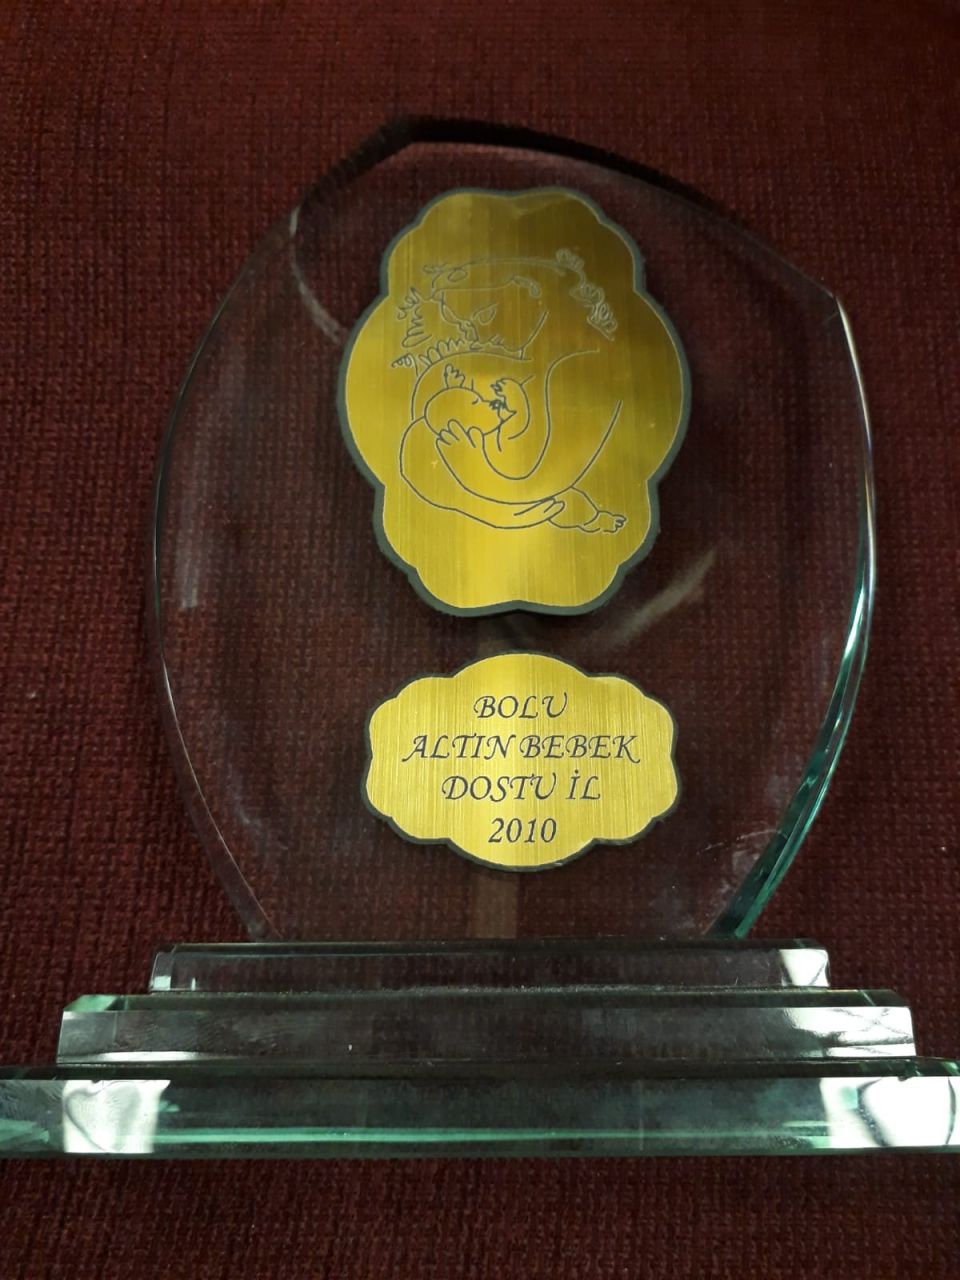 BOLU
ALTIN BEBEK
DOSTU İL
2010